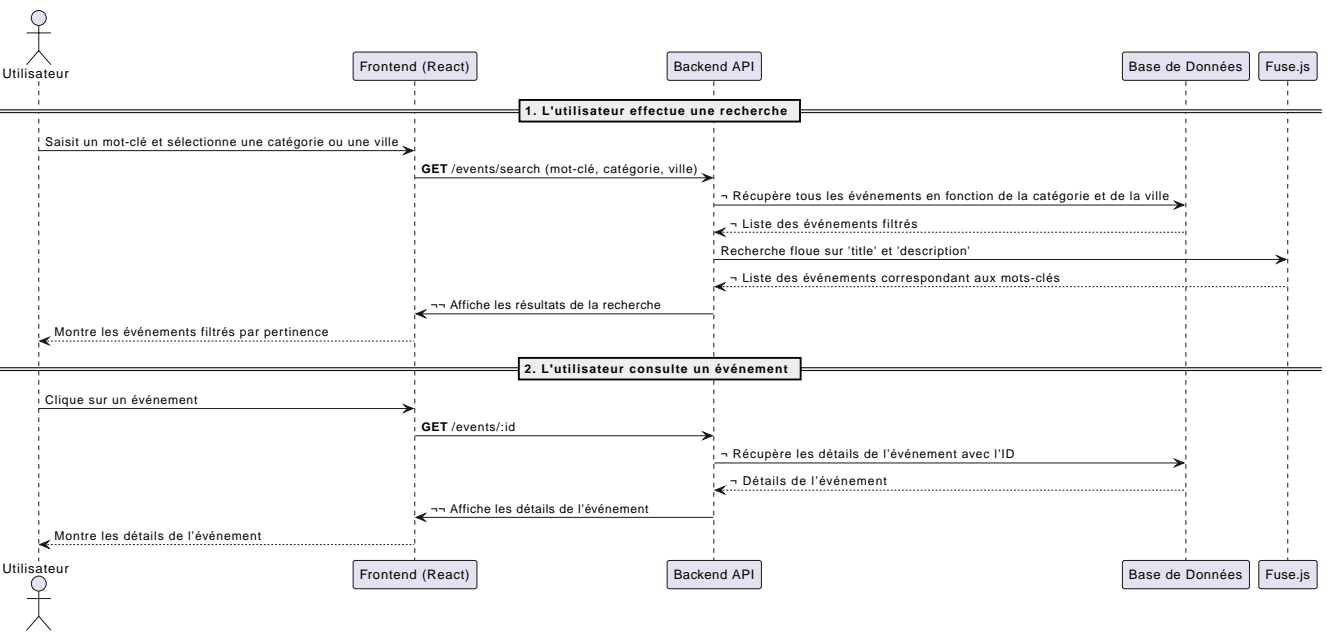 Utilisateur
Frontend (React)
Backend API
Base de Données
Fuse.js
1. L'utilisateur effectue une recherche
Saisit un mot-clé et sélectionne une catégorie ou une ville
GET /events/search (mot-clé, catégorie, ville)
¬ Récupère tous les événements en fonction de la catégorie et de la ville
¬ Liste des événements filtrés
Recherche floue sur 'title' et 'description'
¬ Liste des événements correspondant aux mots-clés
¬¬ Affiche les résultats de la recherche
Montre les événements filtrés par pertinence
2. L'utilisateur consulte un événement
Clique sur un événement
GET /events/:id
¬ Récupère les détails de l'événement avec l'ID
¬ Détails de l'événement
¬¬ Affiche les détails de l'événement
Montre les détails de l'événement
Utilisateur
Frontend (React)
Backend API
Base de Données
Fuse.js